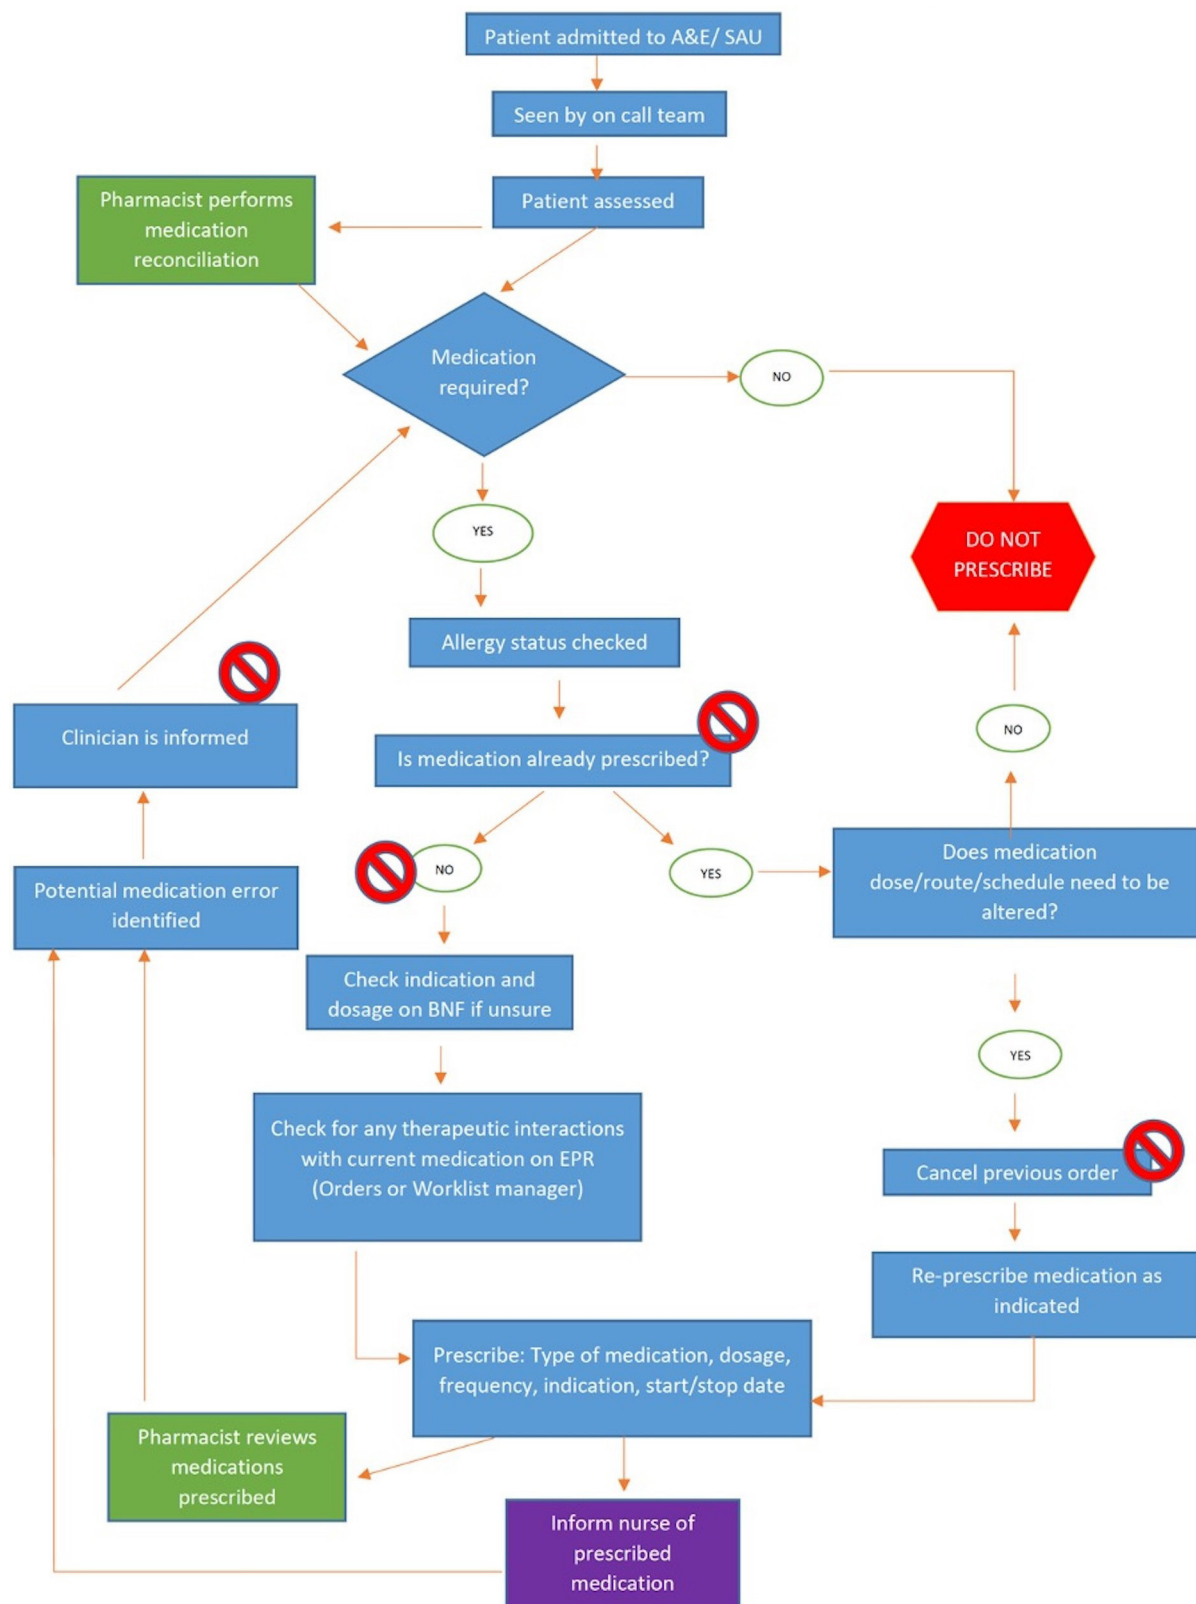 Patient admitted to A&E/ SAU
Seen by on call team
Patient assessed
Pharmacist performs
medication
reconciliation
Medication
required?
NO
YES
DO NOT
PRESCRIBE
Allergy status checked
Clinician is informed
Is medication already prescribed?
NO
NO
YES
Does medication
dose/route/schedule need to be
altered?
Potential medication error
identified
Check indication and
dosage on BNF if unsure
YES
Check for any therapeutic interactions
with current medication on EPR
(Orders or Worklist manager)
Cancel previous order
Re-prescribe medication as
indicated
Prescribe: Type of medication, dosage,
frequency, indication, start/stop date
Pharmacist reviews
medications
prescribed
Inform nurse of
prescribed
medication